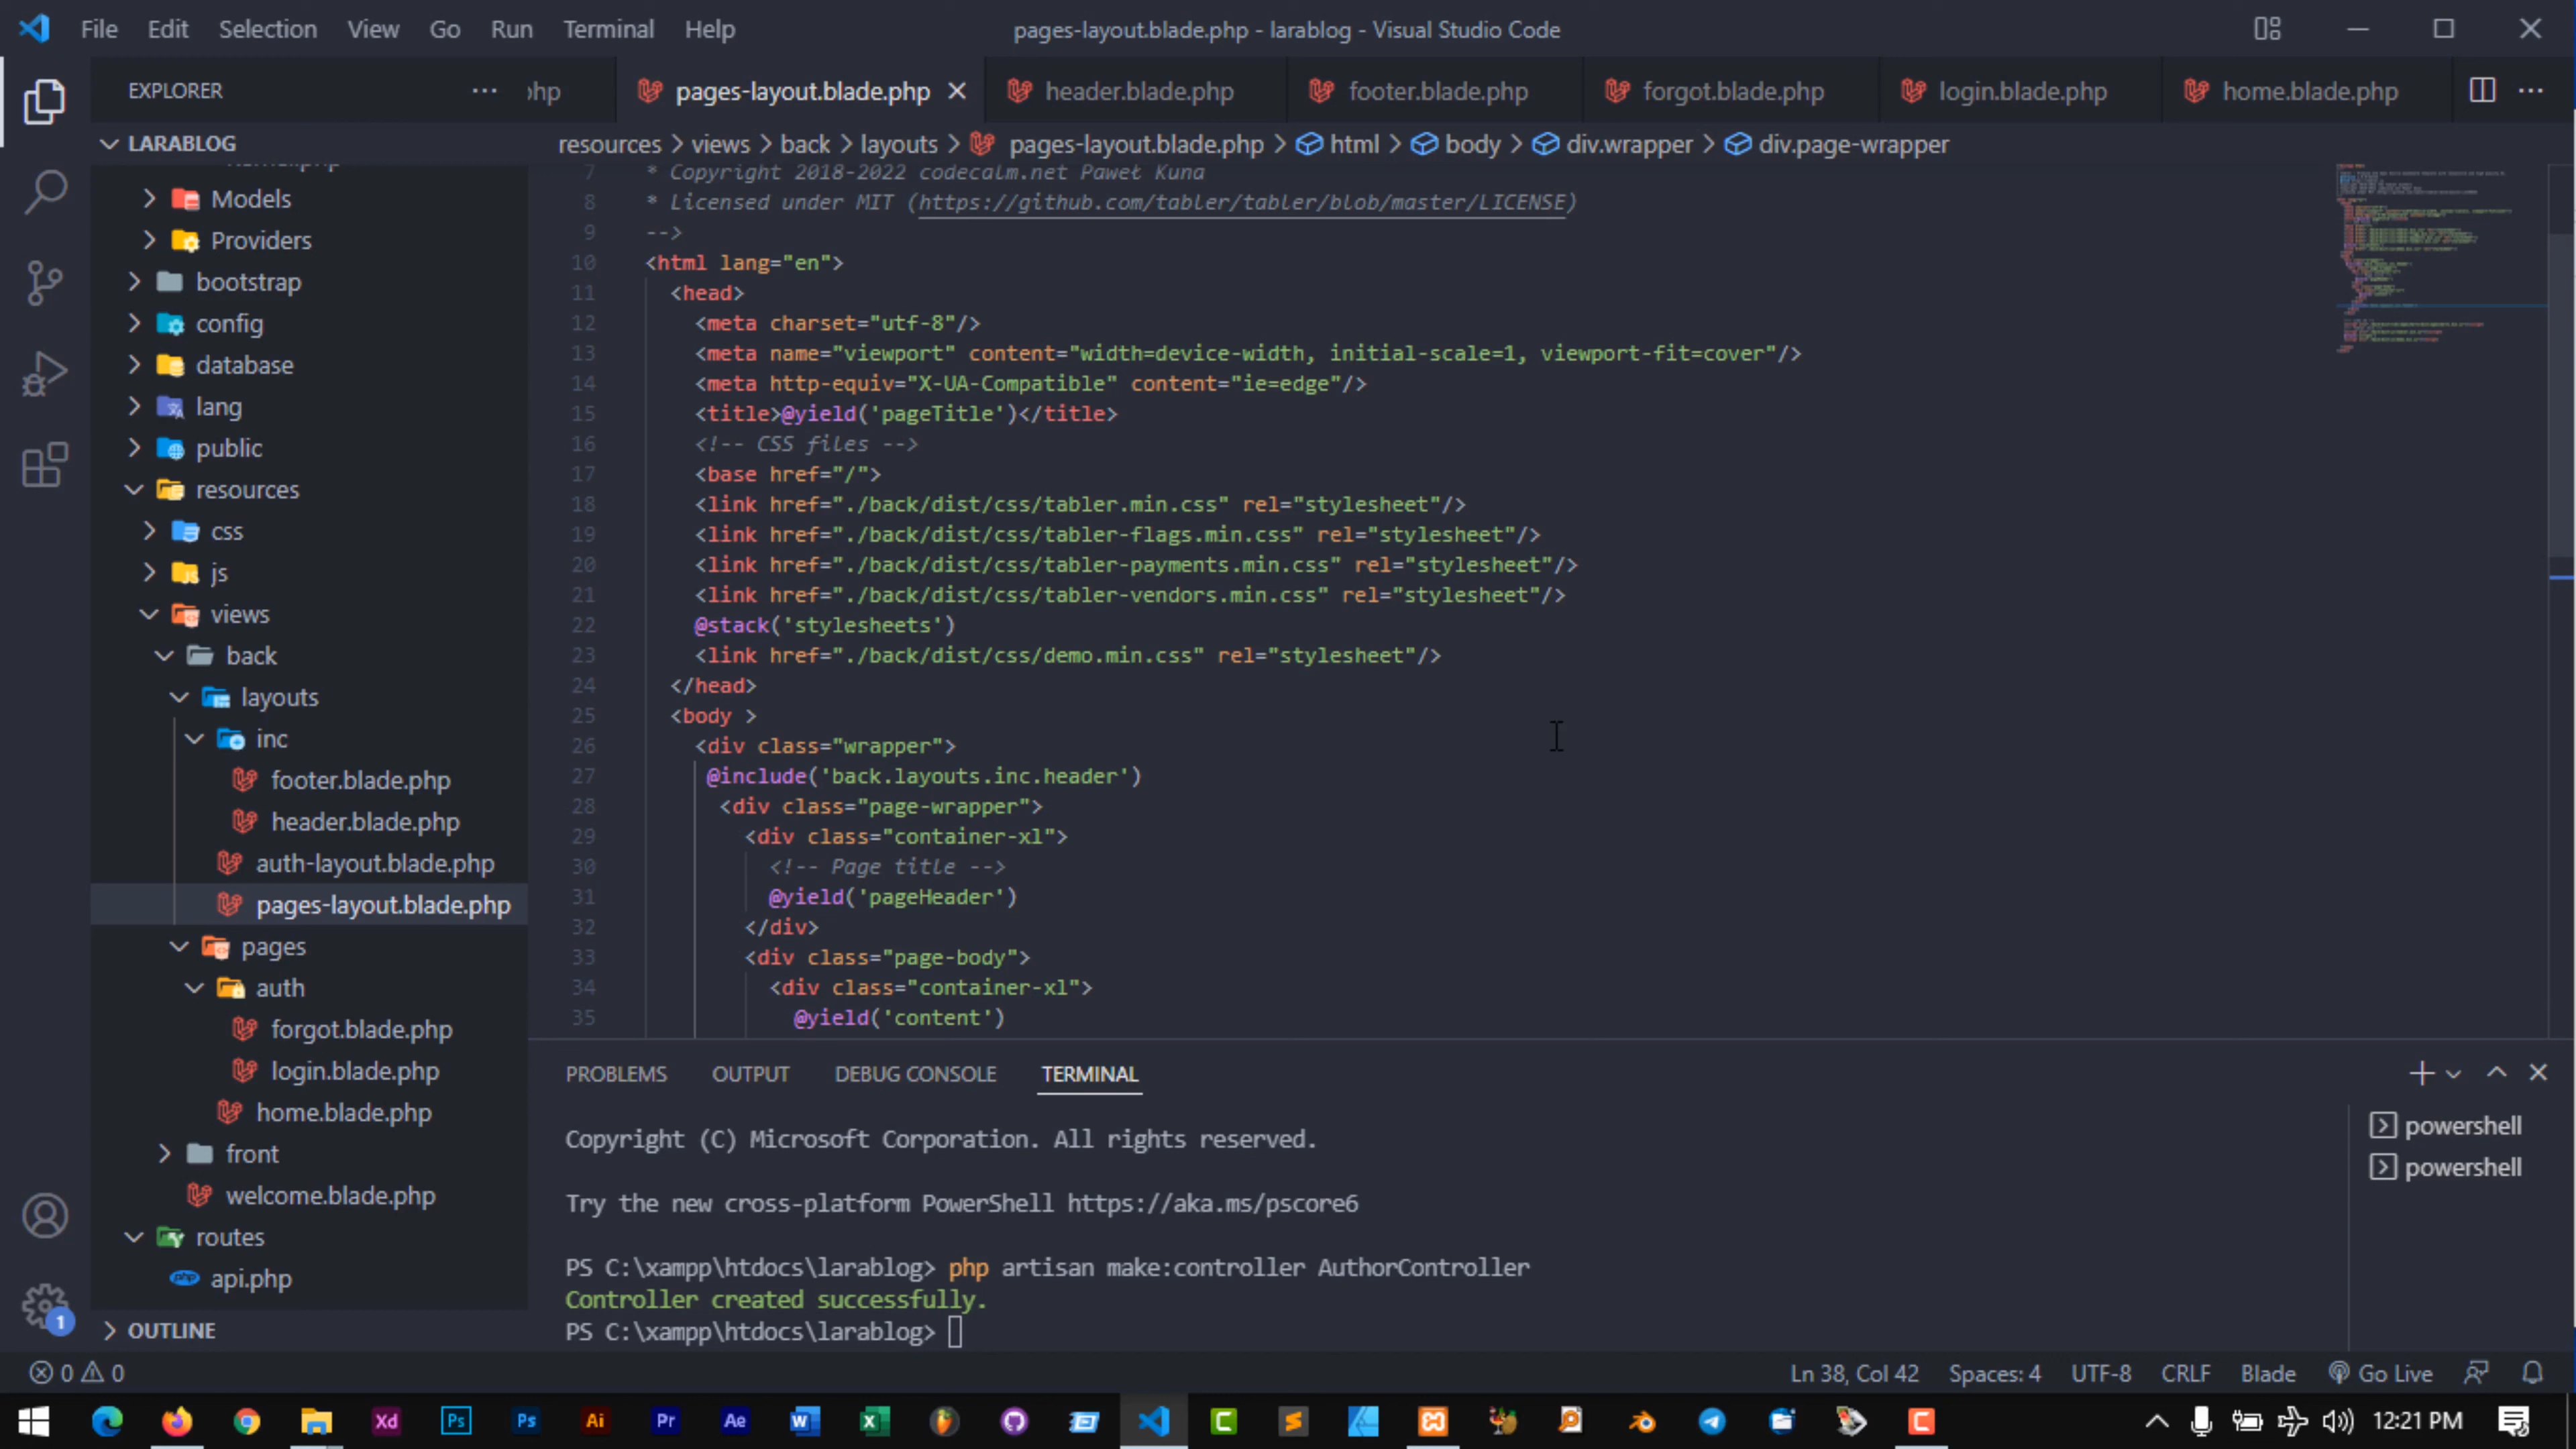 File Edit Selection View Go Run Terminal Help
pages-layout.blade.php - larablog - Visual Studio Code
EXPLORER
php
pages-layout.blade.php
header.blade.php
footer.blade.php
forgot.blade.php
login.blade.php
home.blade.php
LARABLOG
resources > views > back > layouts > pages-layout.blade.php > html > body > div.wrapper > div.page-wrapper
Models
Providers
bootstrap
config
database
lang
public
resources
css
js
views
back
layouts
inc
footer.blade.php
header.blade.php
auth-layout.blade.php
pages-layout.blade.php
pages
auth
forgot.blade.php
login.blade.php
home.blade.php
front
welcome.blade.php
routes
api.php
OUTLINE
7 * Copyright 2018-2022 codecalm.net Paweł Kuna
8 * Licensed under MIT (https://github.com/tabler/tabler/blob/master/LICENSE)
9 -->
10 <html lang="en">
11 <head>
12 <meta charset="utf-8"/>
13 <meta name="viewport" content="width=device-width, initial-scale=1, viewport-fit=cover"/>
14 <meta http-equiv="X-UA-Compatible" content="ie=edge"/>
15 <title>@yield('pageTitle')</title>
16 <!-- CSS files -->
17 <base href="/">
18 <link href="./back/dist/css/tabler.min.css" rel="stylesheet"/>
19 <link href="./back/dist/css/tabler-flags.min.css" rel="stylesheet"/>
20 <link href="./back/dist/css/tabler-payments.min.css" rel="stylesheet"/>
21 <link href="./back/dist/css/tabler-vendors.min.css" rel="stylesheet"/>
22 @stack('stylesheets')
23 <link href="./back/dist/css/demo.min.css" rel="stylesheet"/>
24 </head>
25 <body >
26 <div class="wrapper">
27 @include('back.layouts.inc.header')
28 <div class="page-wrapper">
29 <div class="container-xl">
30 <!-- Page title -->
31 @yield('pageHeader')
32 </div>
33 <div class="page-body">
34 <div class="container-xl">
35 @yield('content')
PROBLEMS OUTPUT DEBUG CONSOLE TERMINAL
Copyright (C) Microsoft Corporation. All rights reserved.
Try the new cross-platform PowerShell https://aka.ms/pscore6
PS C:\xampp\htdocs\larablog> php artisan make:controller AuthorController
Controller created successfully.
PS C:\xampp\htdocs\larablog>
powershell
powershell
1
0 0
Ln 38, Col 42 Spaces: 4 UTF-8 CRLF Blade Go Live
Xd Ps Ps Ai Pr Ae
12:21 PM